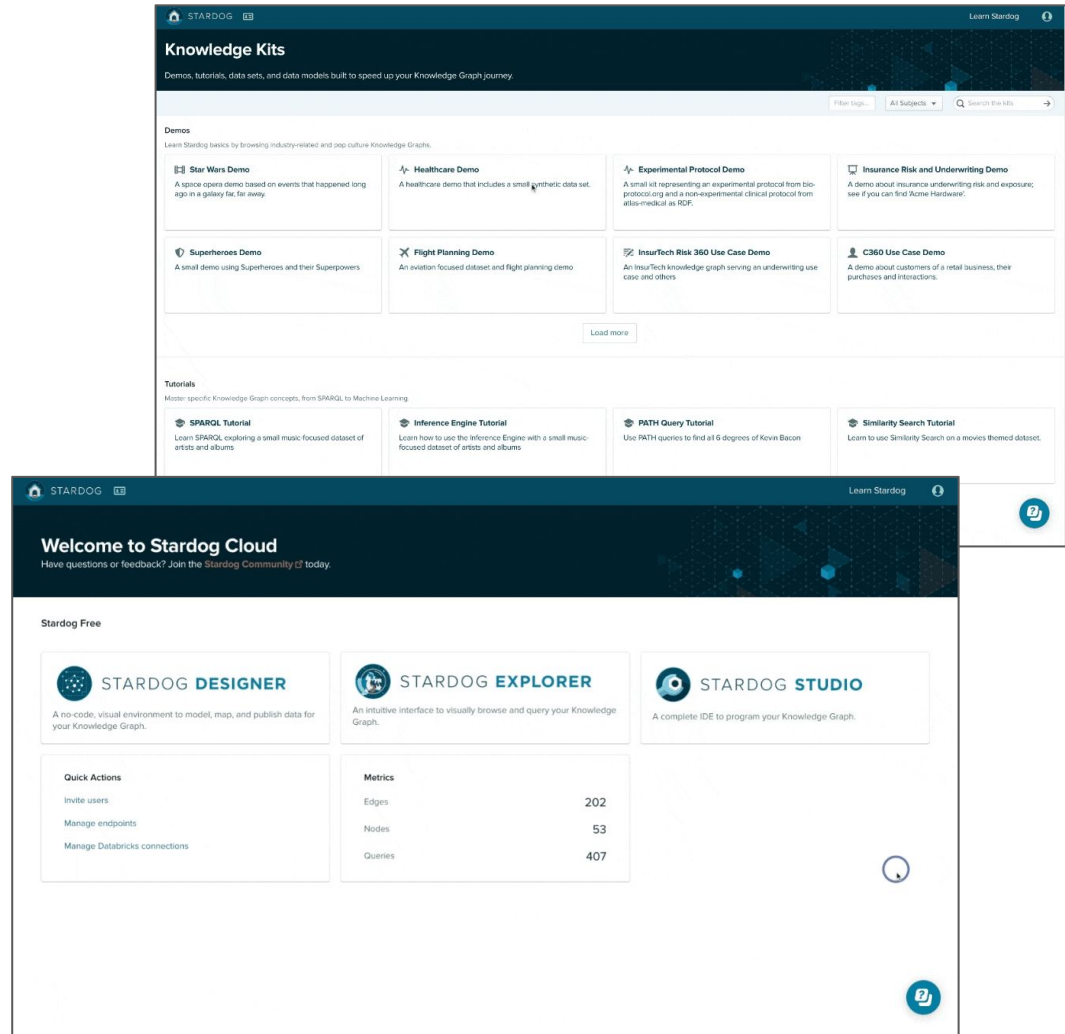 STARDOG
Learn Stardog
Knowledge Kits
Demos, tutorials, data sets, and data models built to speed up your Knowledge Graph journey.
Filter tags...
All Subjects
Search the kits
Demos
Learn Stardog basics by browsing industry-related and pop culture Knowledge Graphs.
Star Wars Demo
A space opera demo based on events that happened long
ago in a galaxy far, far away.
Healthcare Demo
A healthcare demo that includes a small synthetic data set.
Experimental Protocol Demo
A small kit representing an experimental protocol from bio-
protocol.org and a non-experimental clinical protocol from
atlas-medical as RDF.
Insurance Risk and Underwriting Demo
A demo about insurance underwriting risk and exposure;
see if you can find 'Acme Hardware'.
Superheroes Demo
A small demo using Superheroes and their Superpowers
Flight Planning Demo
An aviation focused dataset and flight planning demo
InsurTech Risk 360 Use Case Demo
An InsurTech knowledge graph serving an underwriting use
case and others
C360 Use Case Demo
A demo about customers of a retail business, their
purchases and interactions.
Load more
Tutorials
Master specific Knowledge Graph concepts, from SPARQL to Machine Learning.
SPARQL Tutorial
Learn SPARQL exploring a small music-focused dataset of
artists and albums
Inference Engine Tutorial
Learn how to use the Inference Engine with a small music-
focused dataset of artists and albums
PATH Query Tutorial
Use PATH queries to find all 6 degrees of Kevin Bacon
Similarity Search Tutorial
Learn to use Similarity Search on a movies themed dataset.
STARDOG
Learn Stardog
Welcome to Stardog Cloud
Have questions or feedback? Join the Stardog Community today.
Stardog Free
STARDOG DESIGNER
A no-code, visual environment to model, map, and publish data for
your Knowledge Graph.
STARDOG EXPLORER
An intuitive interface to visually browse and query your Knowledge
Graph.
STARDOG STUDIO
A complete IDE to program your Knowledge Graph.
Quick Actions
Invite users
Manage endpoints
Manage Databricks connections
Metrics
Edges 202
Nodes 53
Queries 407